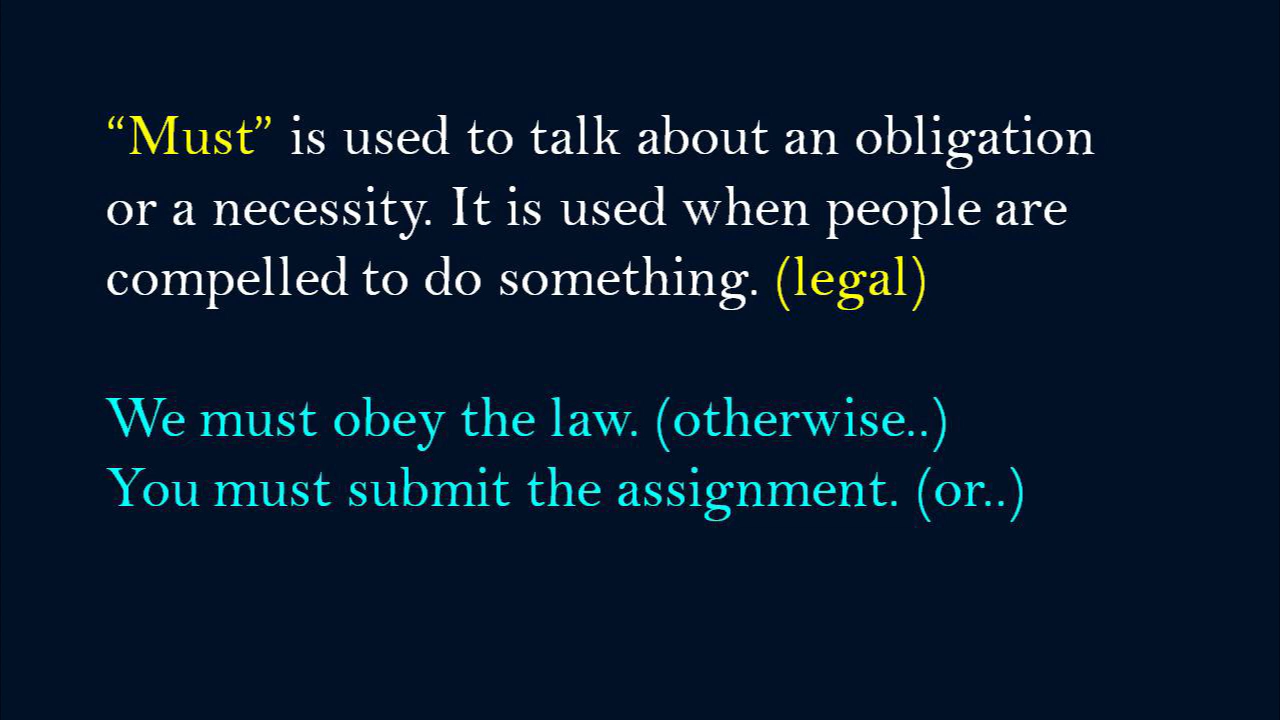 “Must” is used to talk about an obligation
or a necessity. It is used when people are
compelled to do something. (legal)
We must obey the law. (otherwise..)
You must submit the assignment. (or..)